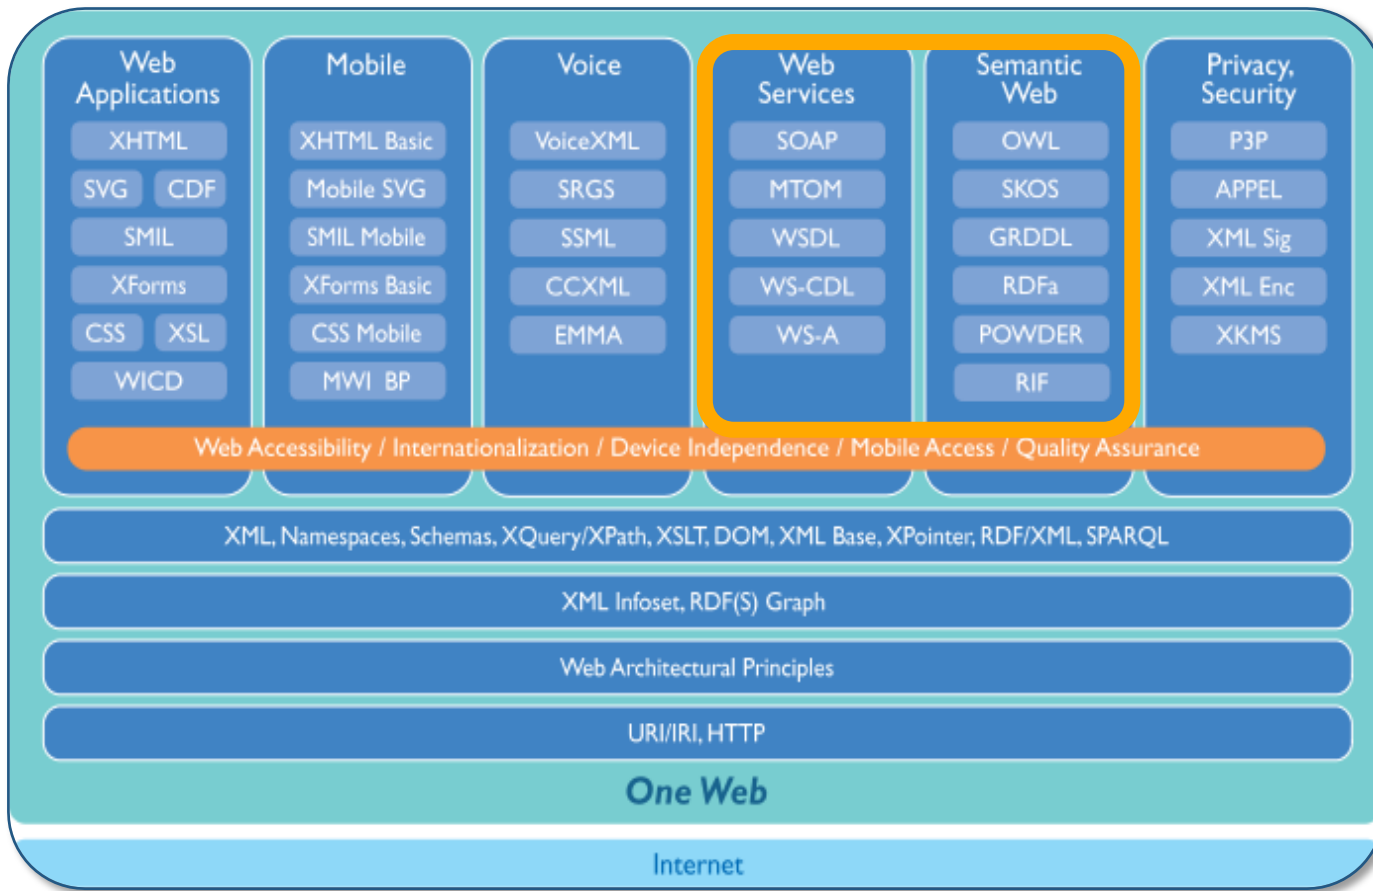 Web
Applications
XHTML
SVG CDF
SMIL
XForms
CSS XSL
WICD
Mobile
XHTML Basic
Mobile SVG
SMIL Mobile
XForms Basic
CSS Mobile
MWI BP
Voice
VoiceXML
SRGS
SSML
CCXML
EMMA
Web
Services
SOAP
MTOM
WSDL
WS-CDL
WS-A
Semantic
Web
OWL
SKOS
GRDDL
RDFa
POWDER
RIF
Privacy,
Security
P3P
APPEL
XML Sig
XML Enc
XKMS
Web Accessibility / Internationalization / Device Independence / Mobile Access / Quality Assurance
XML, Namespaces, Schemas, XQuery/XPath, XSLT, DOM, XML Base, XPointer, RDF/XML, SPARQL
XML Infoset, RDF(S) Graph
Web Architectural Principles
URI/IRI, HTTP
One Web
Internet